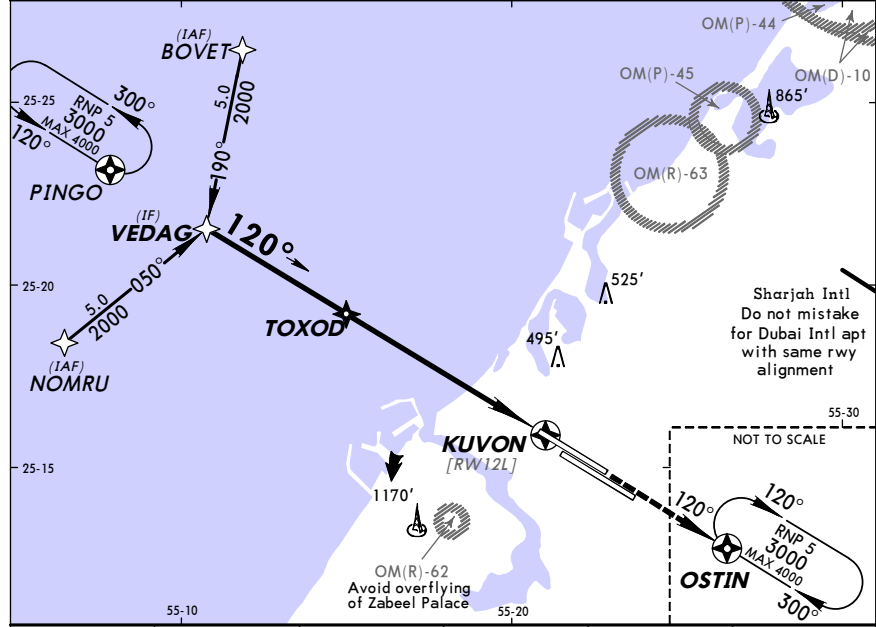 OM(P)-44
(IAF)
BOVET
OM(P)-45
OM(D)-10
865'
55-25
5.0
2000
300°
RNP 5
3000
MAX 4000
120°
190°
OM(R)-63
PINGO
(IF)
VEDAG
120°
050°
525'
55-20
5.0
2000
Sharjah Intl
Do not mistake
for Dubai Intl apt
with same rwy
alignment
TOXOD
495'
(IAF)
NOMRU
55-30
KUVON
[RW12L]
NOT TO SCALE
25-25
25-20
25-15
1170'
120°
120°
RNP 5
3000
MAX 4000
300°
OSTIN
OM(R)-62
Avoid overflying
of Zabeel Palace
55-10
55-20